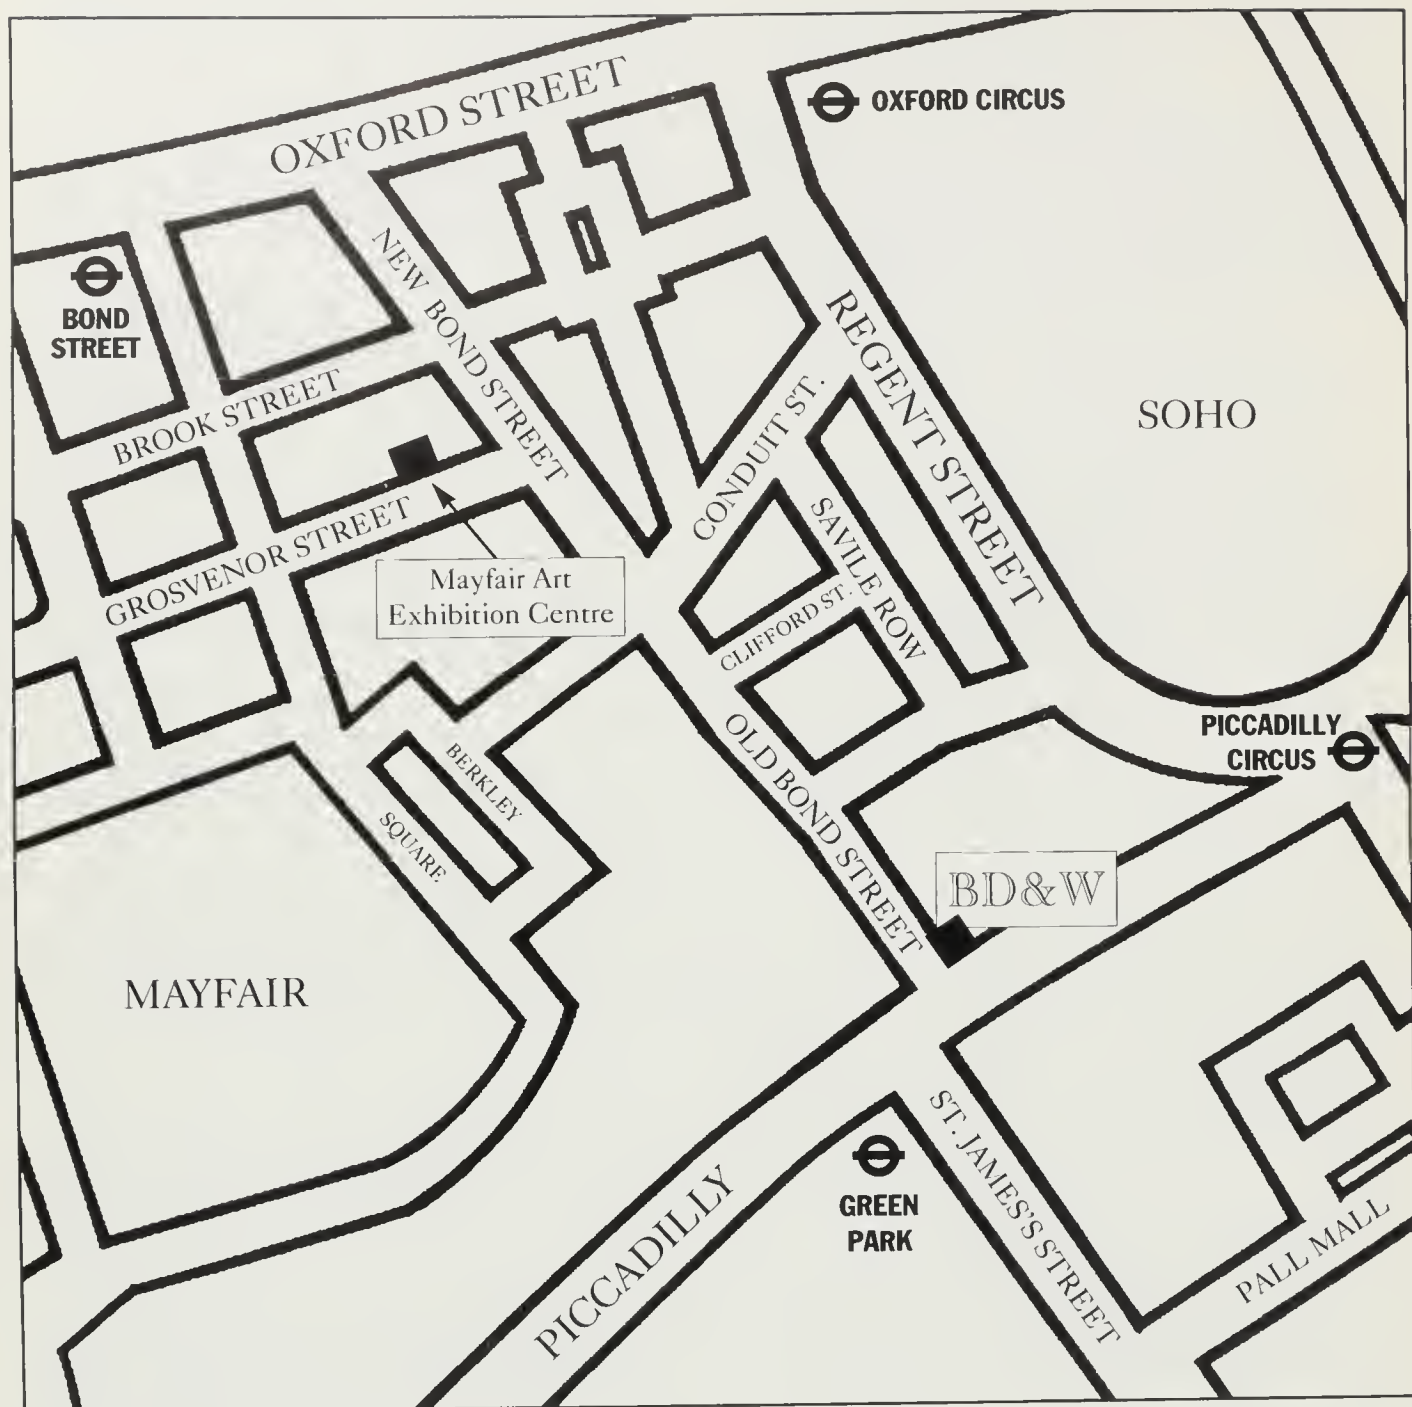 OXFORD STREET
OXFORD CIRCUS
BOND
STREET
NEW BOND STREET
REGENT STREET
BROOK STREET
CONDUIT ST.
SOHO
GROSVENOR STREET
Mayfair Art
Exhibition Centre
SAVILE ROW
CLIFFORD ST.
OLD BOND STREET
PICCADILLY
CIRCUS
BERKLEY
SQUARE
BD&W
MAYFAIR
ST. JAMES'S STREET
GREEN
PARK
PICCADILLY
PALL MALL